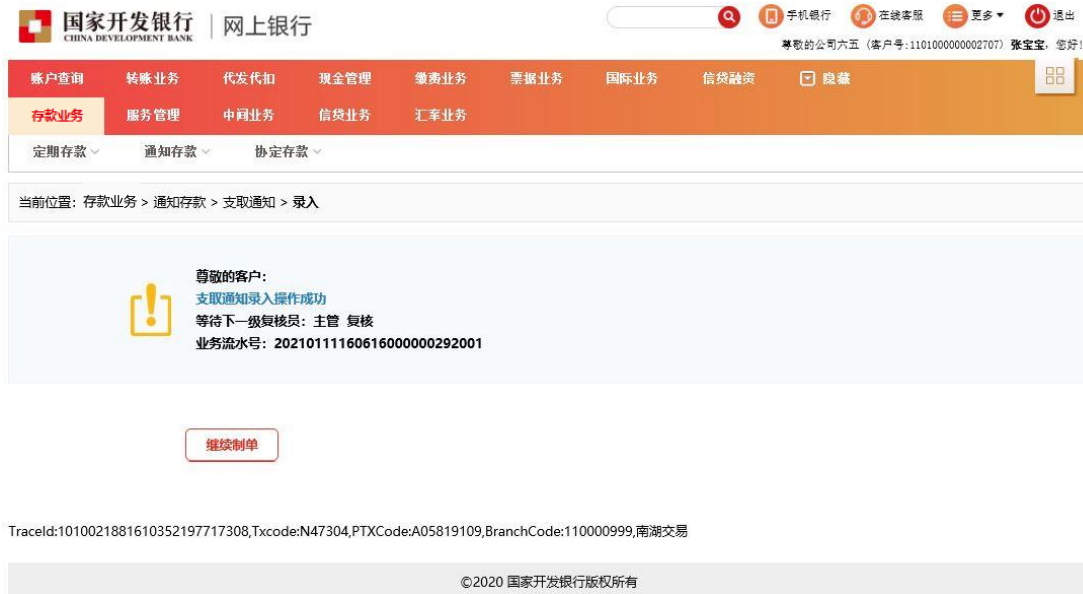 国家开发银行 网上银行
CHINA DEVELOPMENT BANK
手机银行 在线客服 更多 退出
尊敬的公司六五（客户号:1101000000002707）张宝宝，您好!
账户查询 转账业务 代发代扣 现金管理 缴费业务 票据业务 国际业务 信贷融资 隐藏
存款业务 服务管理 中间业务 信贷业务 汇率业务
定期存款 通知存款 协定存款
当前位置：存款业务 > 通知存款 > 支取通知 > 录入
尊敬的客户：
支取通知录入操作成功
等待下一级复核员：主管 复核
业务流水号：20210111160616000000292001
继续制单
TraceId:1010021881610352197717308,Txcode:N47304,PTXCode:A05819109,BranchCode:110000999,南湖交易
©2020 国家开发银行版权所有